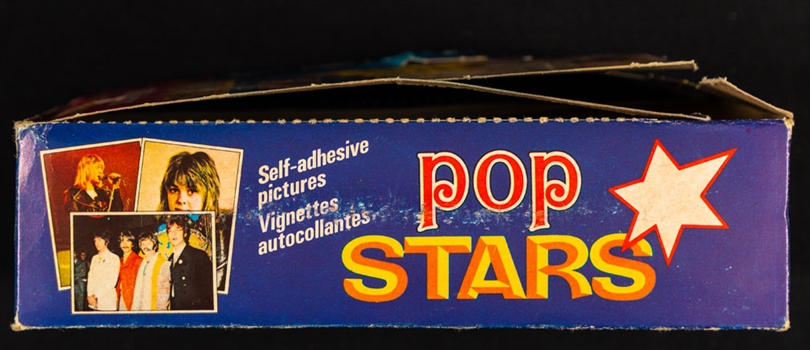 Self-adhesive
pictures
Vignettes
autocollantes
pop
STARS